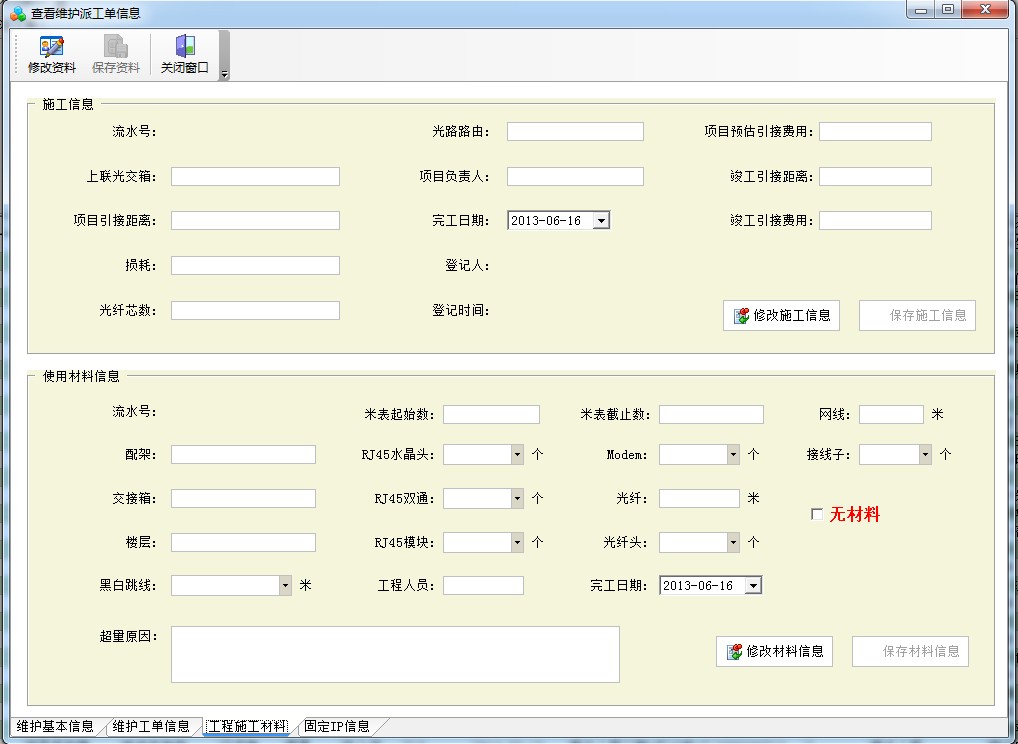 查看维护派工单信息
修改资料 保存资料 关闭窗口
施工信息
流水号: 光路路由: 项目预估引接费用:
上联光交箱: 项目负责人: 竣工引接距离:
项目引接距离: 完工日期: 2013-06-16 竣工引接费用:
损耗: 登记人:
光纤芯数: 登记时间: 修改施工信息 保存施工信息
使用材料信息
流水号: 米表起始数: 米表截止数: 网线: 米
配架: RJ45水晶头: 个 Modem: 个 接线子: 个
交接箱: RJ45双通: 个 光纤: 米
无材料
楼层: RJ45模块: 个 光纤头: 个
黑白跳线: 米 工程人员: 完工日期: 2013-06-16
超量原因: 修改材料信息 保存材料信息
维护基本信息 维护工单信息 工程施工材料 固定IP信息